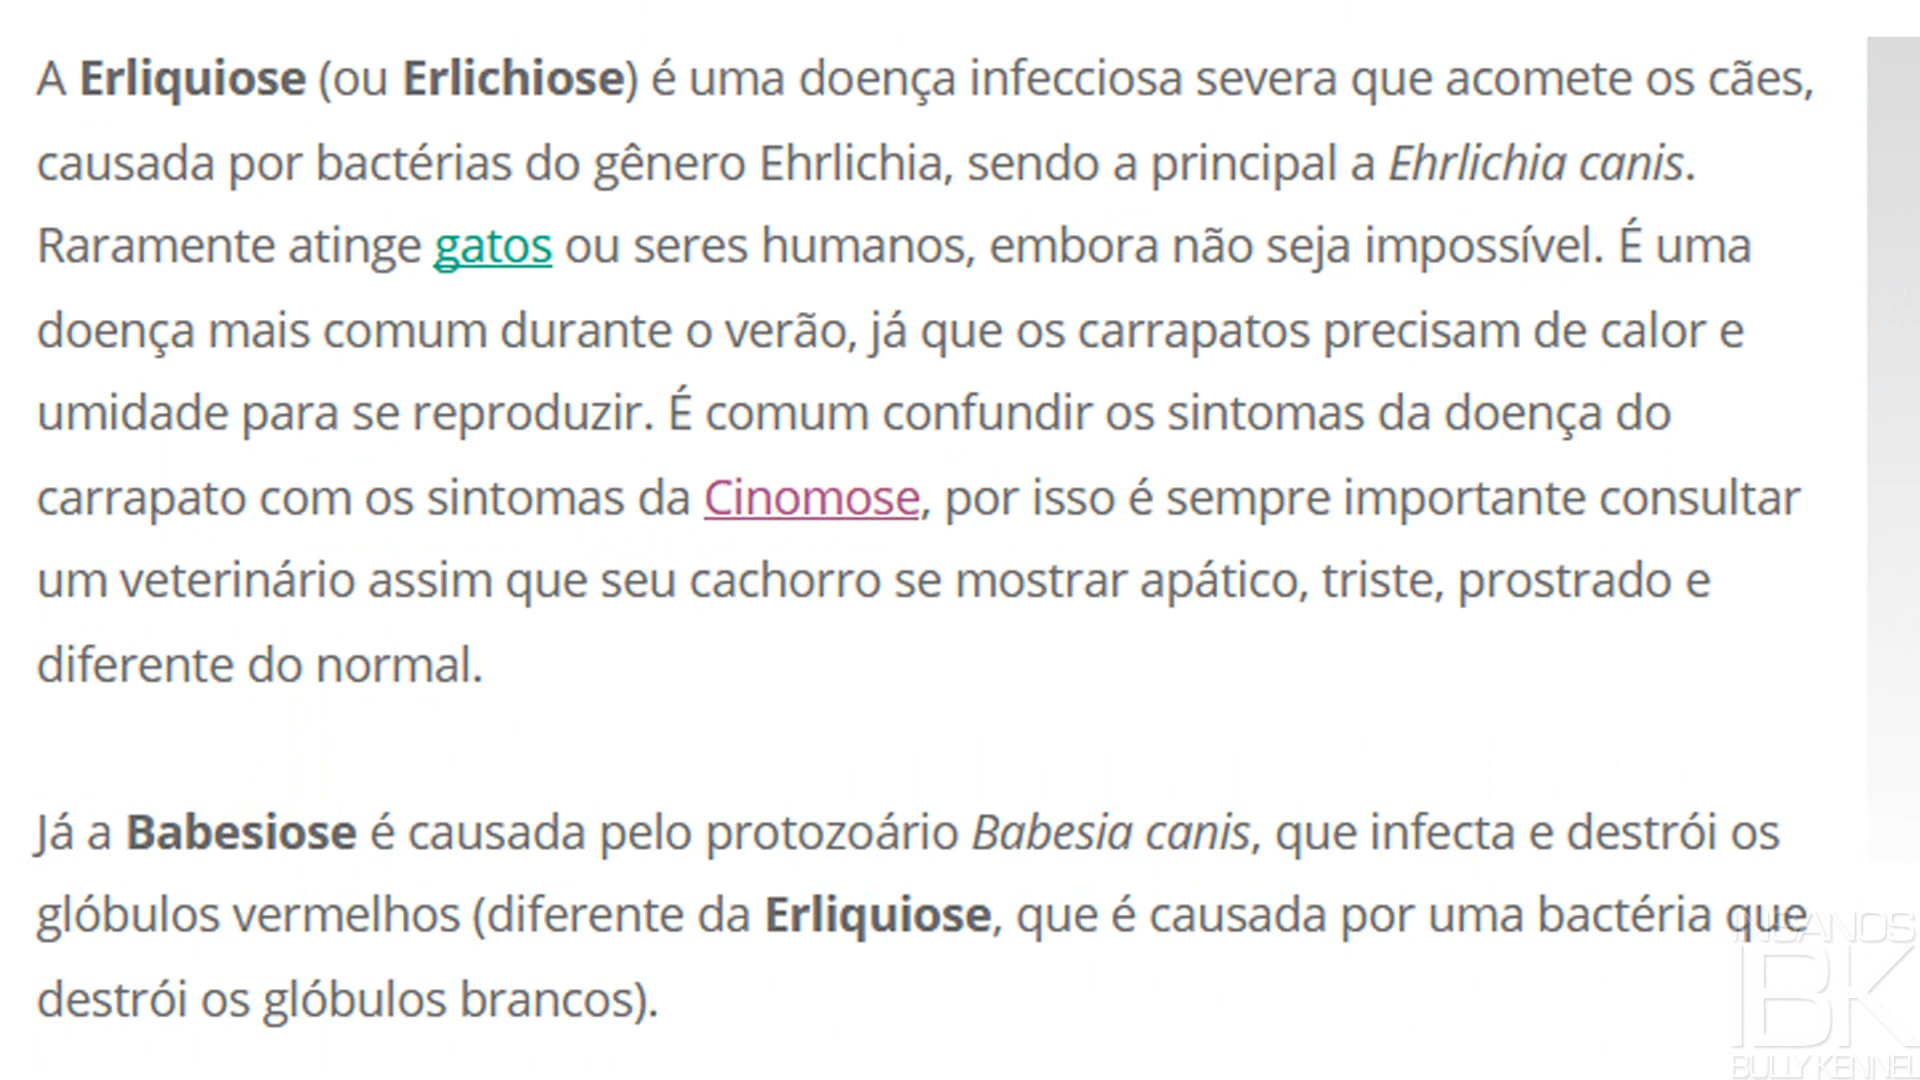 A Erliquiose (ou Erlichiose) é uma doença infecciosa severa que acomete os cães,
causada por bactérias do gênero Ehrlichia, sendo a principal a Ehrlichia canis.
Raramente atinge gatos ou seres humanos, embora não seja impossível. É uma
doença mais comum durante o verão, já que os carrapatos precisam de calor e
umidade para se reproduzir. É comum confundir os sintomas da doença do
carrapato com os sintomas da Cinomose, por isso é sempre importante consultar
um veterinário assim que seu cachorro se mostrar apático, triste, prostrado e
diferente do normal.
Já a Babesiose é causada pelo protozoário Babesia canis, que infecta e destrói os
glóbulos vermelhos (diferente da Erliquiose, que é causada por uma bactéria que
destrói os glóbulos brancos).
INSANOS
IBK
BULLY KENNEL